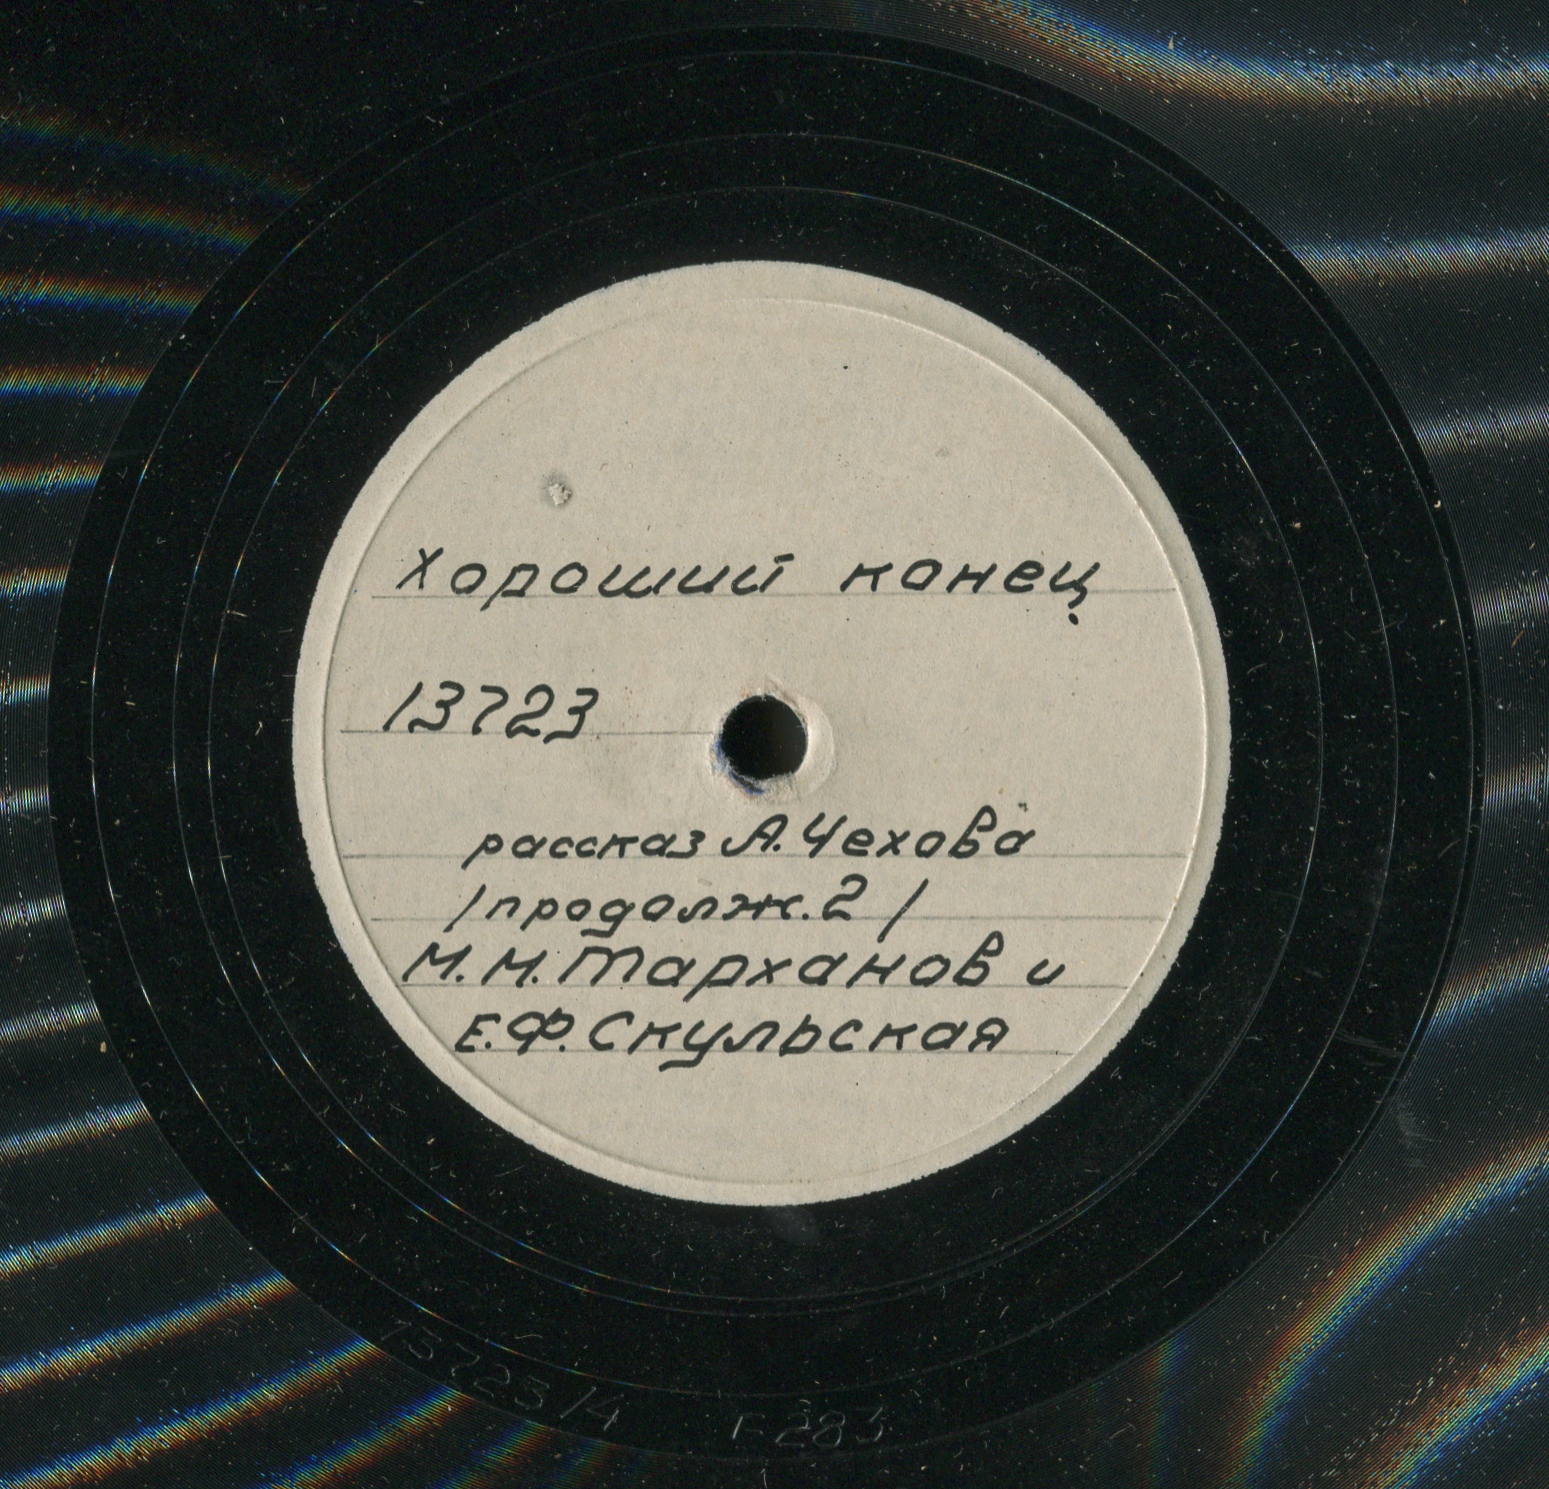 Хороший конец
13723
рассказ А. Чехова
/продолж. 2 /
М. М. Тарханов и
Е. Ф. Скульская
13723/4 Г-283